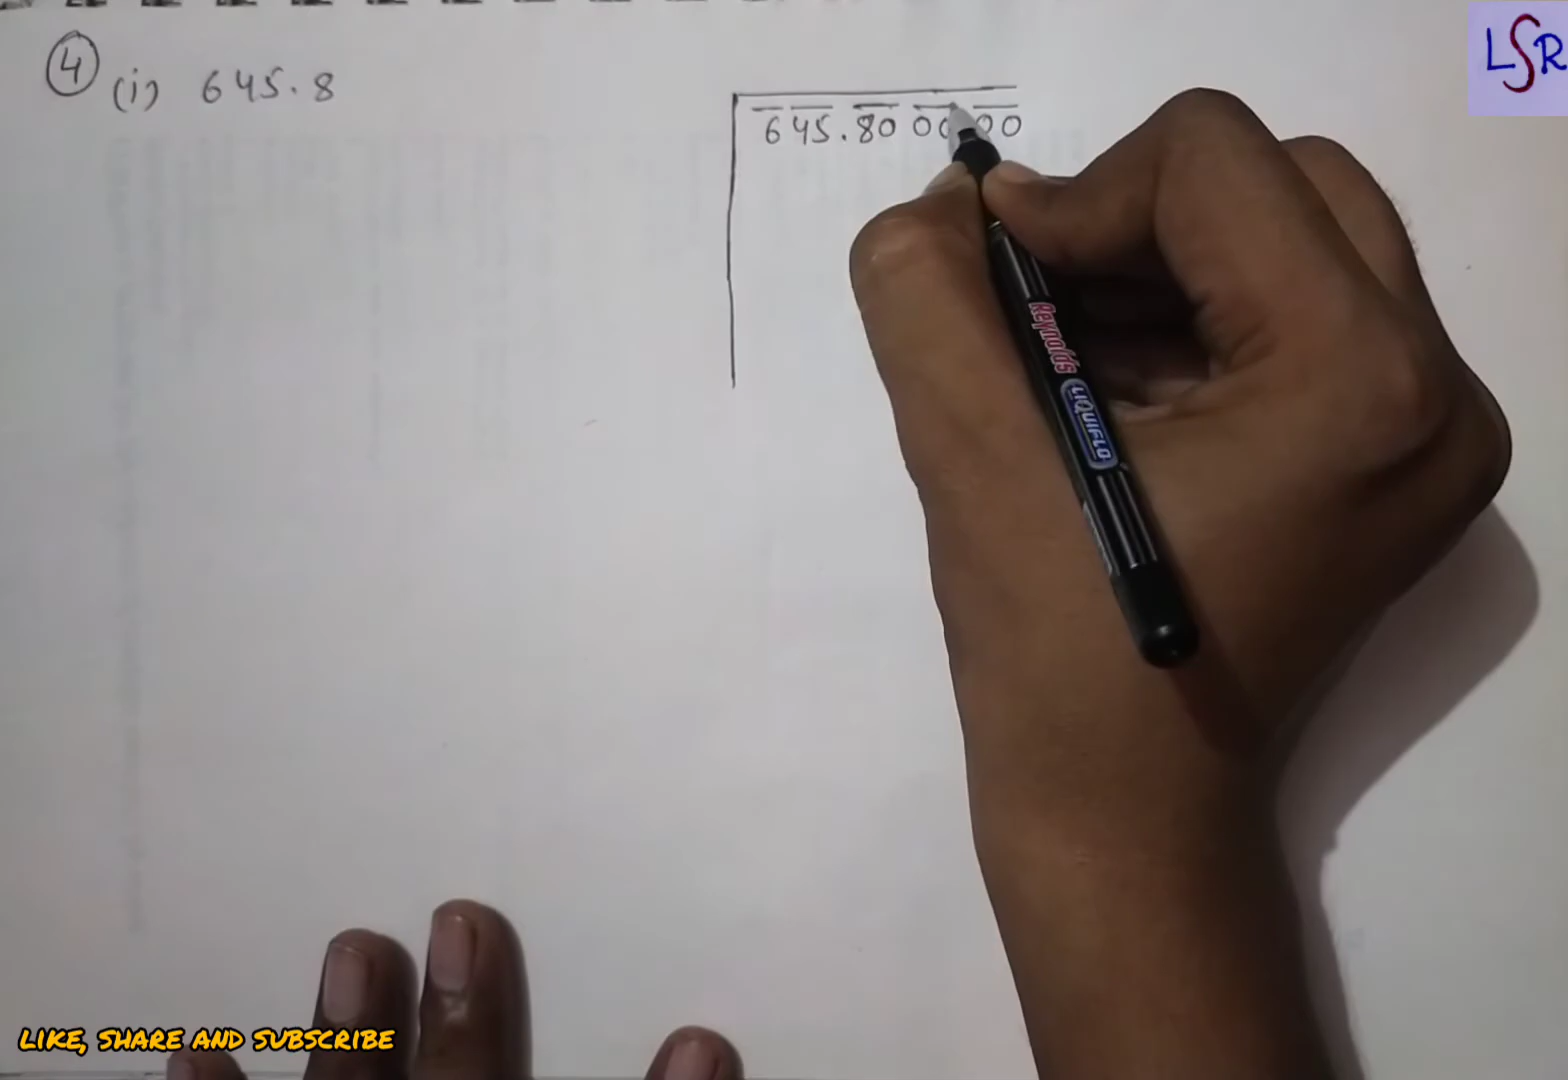 ④ (i) 645.8
645.80 00 00
LSR
Reynolds LIQUIFLO
LIKE, SHARE AND SUBSCRIBE